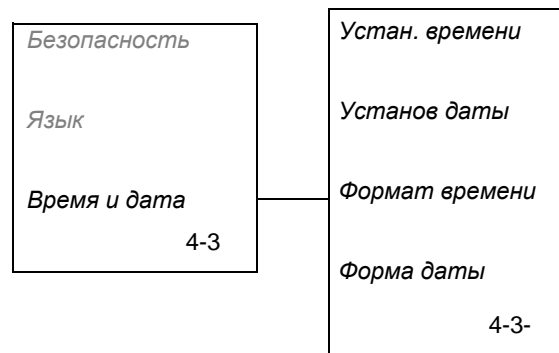 Безопасность
Язык
Время и дата
4-3
Устан. времени
Установ даты
Формат времени
Форма даты
4-3-